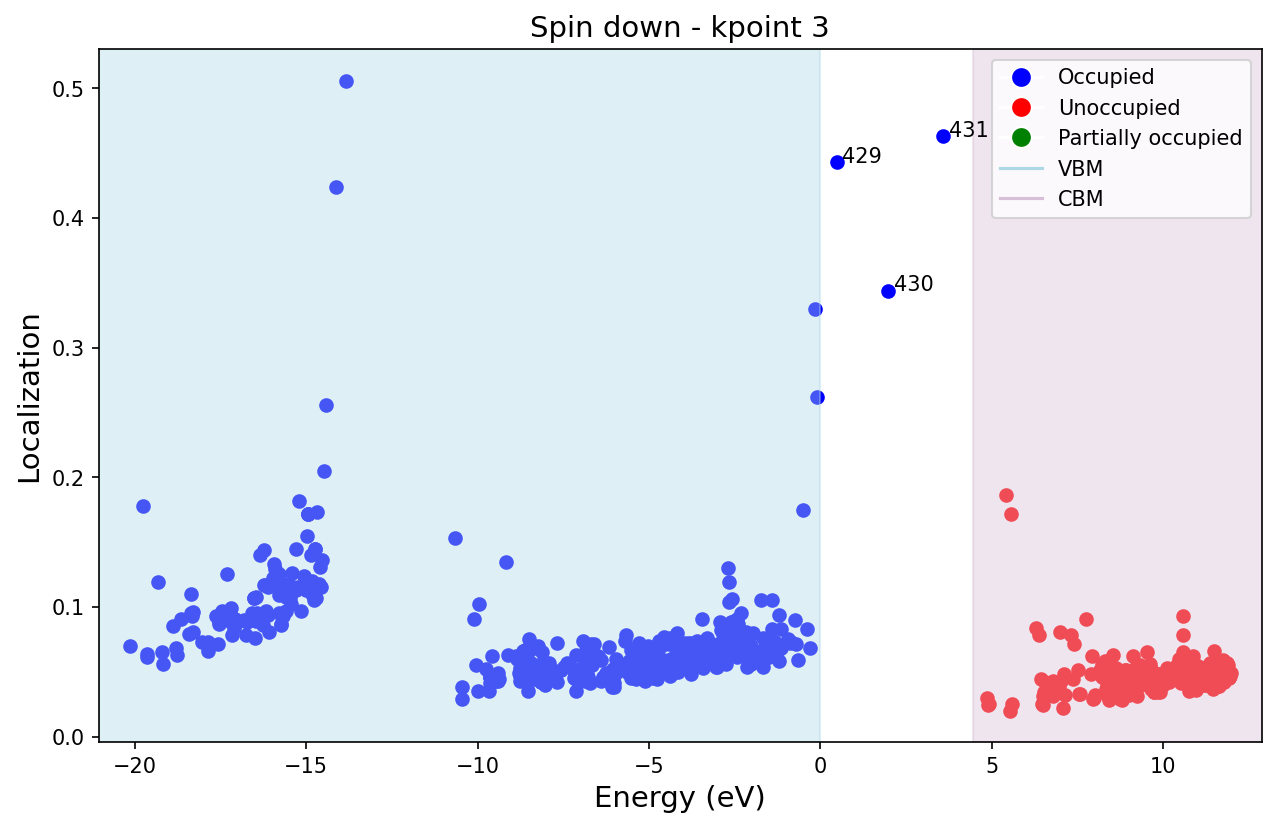 Spin down - kpoint 3
Localization
0.5
0.4
0.3
0.2
0.1
0.0
429
431
430
Occupied
Unoccupied
Partially occupied
VBM
CBM
−20
−15
−10
−5
0
5
10
Energy (eV)